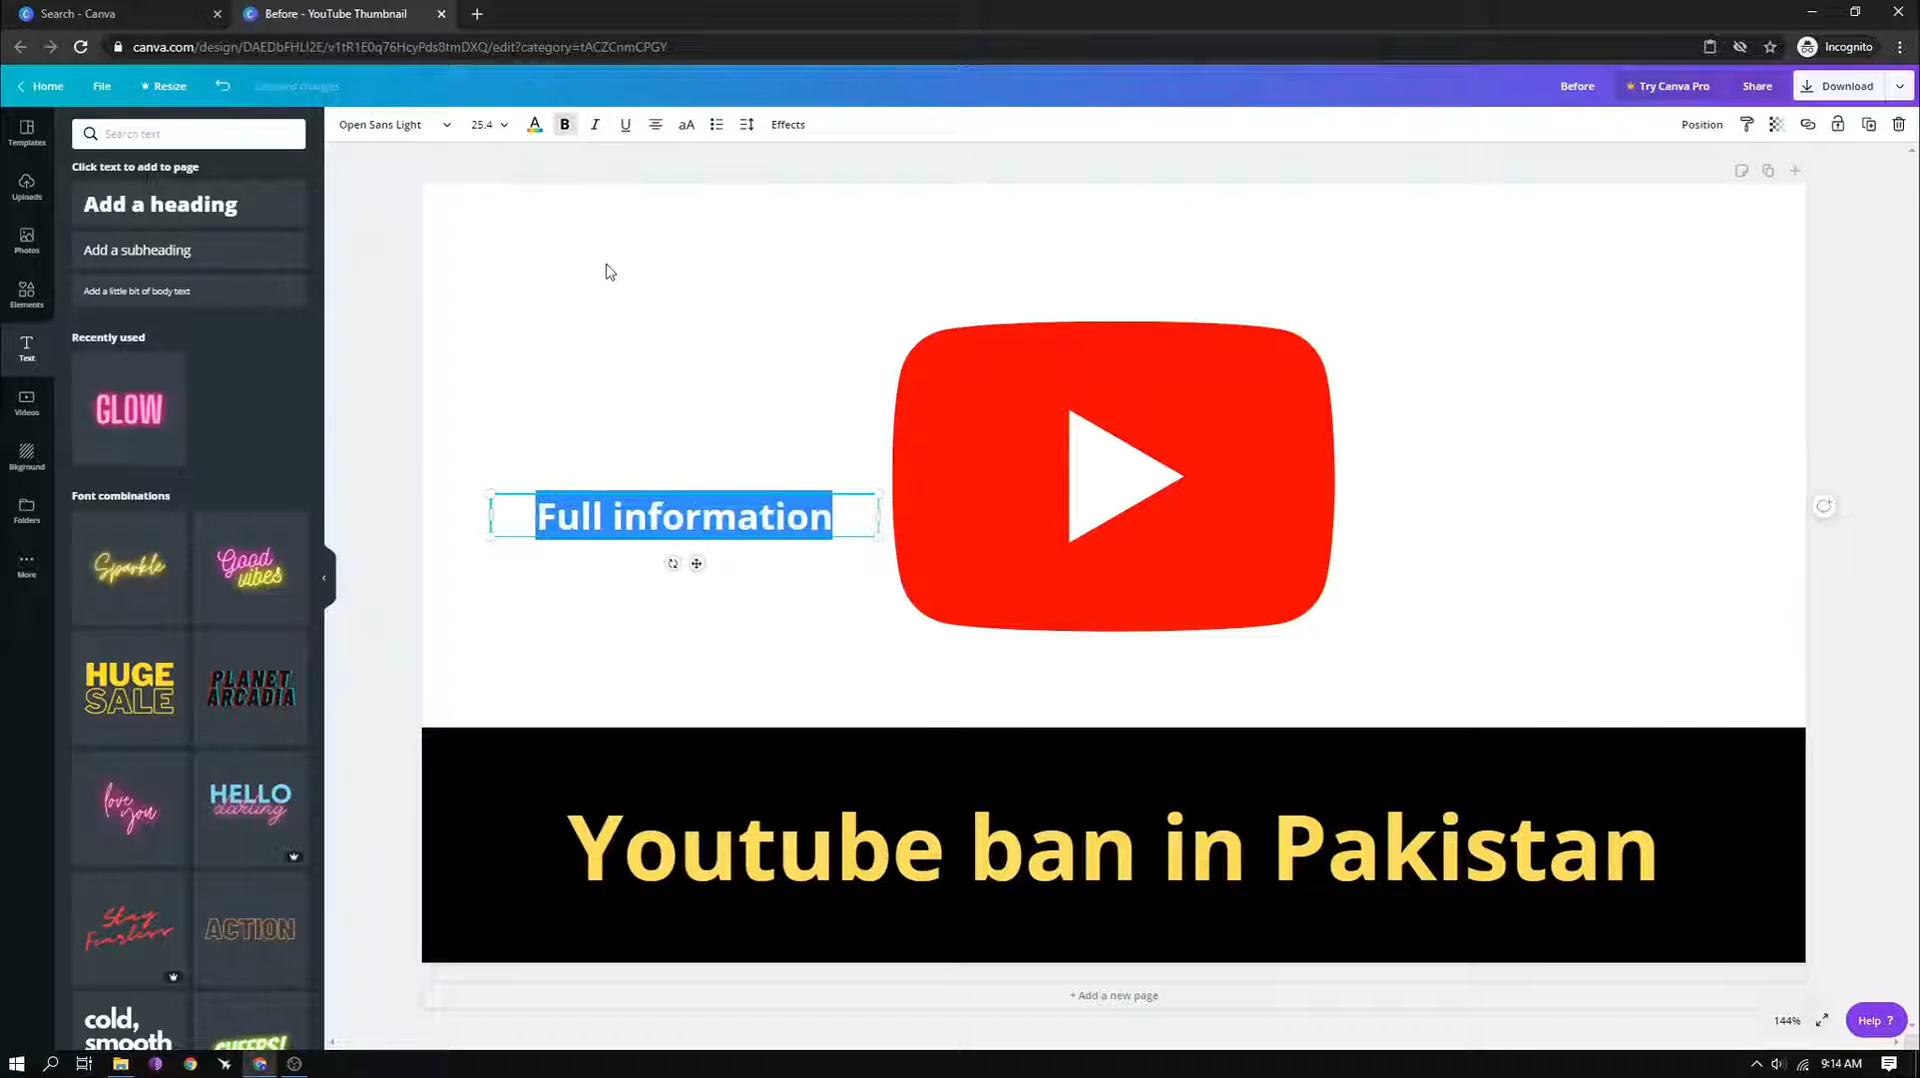 Search - Canva
Before - YouTube Thumbnail
canva.com/design/DAEDbFHLI2E/v1tR1E0q76HcyPds8tmDXQ/edit?category=tACZCnmCPGY
Incognito
Home
File
Resize
Unsaved changes
Before
Try Canva Pro
Share
Download
Open Sans Light
25.4
A
B
I
U
aA
Effects
Position
Templates
Uploads
Photos
Elements
Text
Videos
Bkground
Folders
More
Search text
Click text to add to page
Add a heading
Add a subheading
Add a little bit of body text
Recently used
GLOW
Font combinations
Sparkle
Good vibes
HUGE SALE
PLANET ARCADIA
love you
HELLO darling
Stay Fearless
ACTION
cold, smooth
CHEERS!
Full information
Youtube ban in Pakistan
+ Add a new page
144%
Help ?
9:14 AM